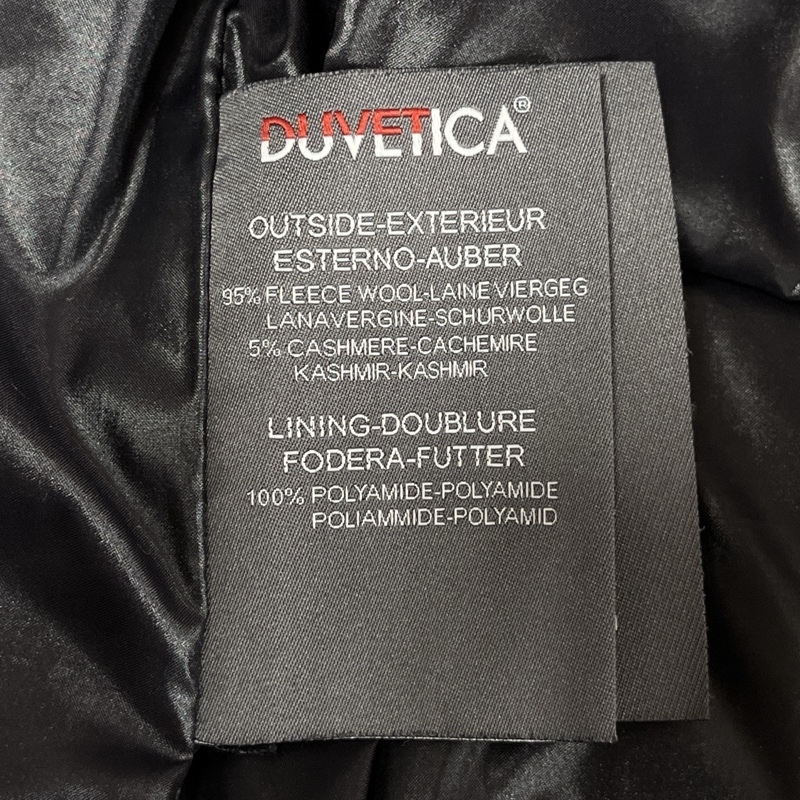 DUVETICA®
OUTSIDE-EXTERIEUR
ESTERNO-AUBER
95% FLEECE WOOL-LAINE VIERGEG
LANAVERGINE-SCHURWOLLE
5% CASHMERE-CACHEMIRE
KASHMIR-KASHMIR
LINING-DOUBLURE
FODERA-FUTTER
100% POLYAMIDE-POLYAMIDE
POLIAMMIDE-POLYAMID